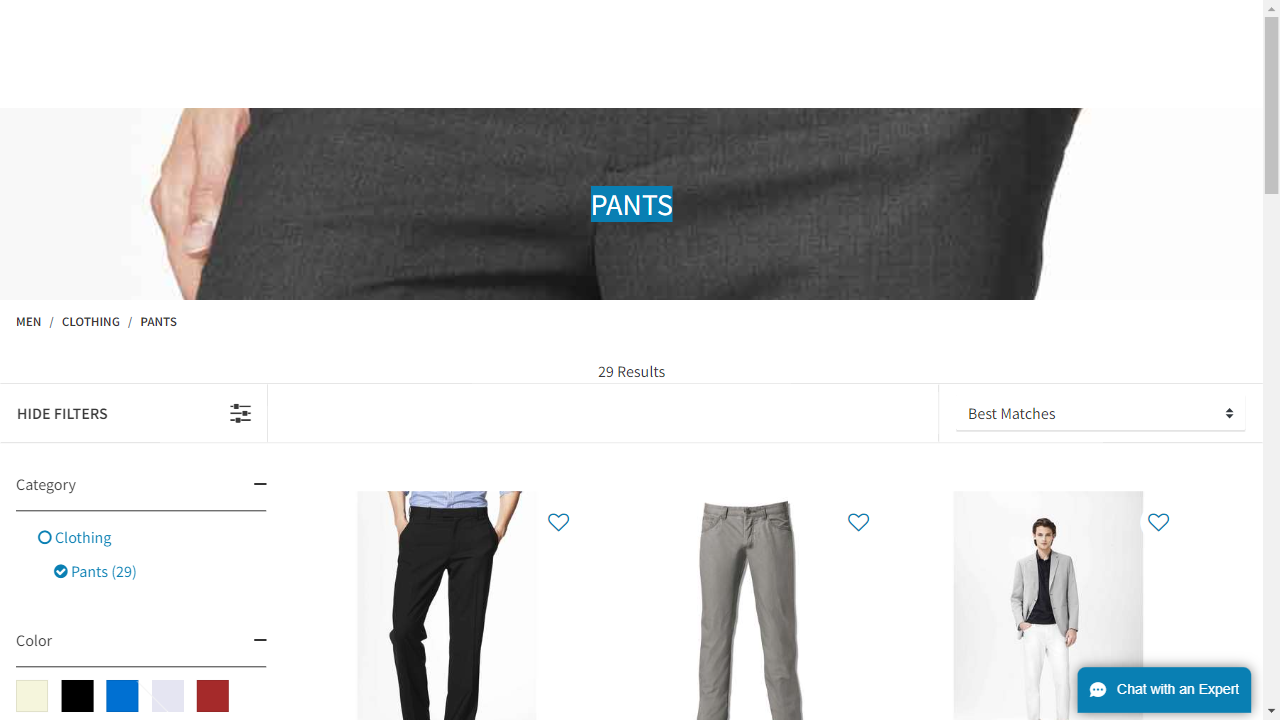 PANTS
MEN / CLOTHING / PANTS
29 Results
HIDE FILTERS
Best Matches
Category
Clothing
Pants (29)
Color
Chat with an Expert